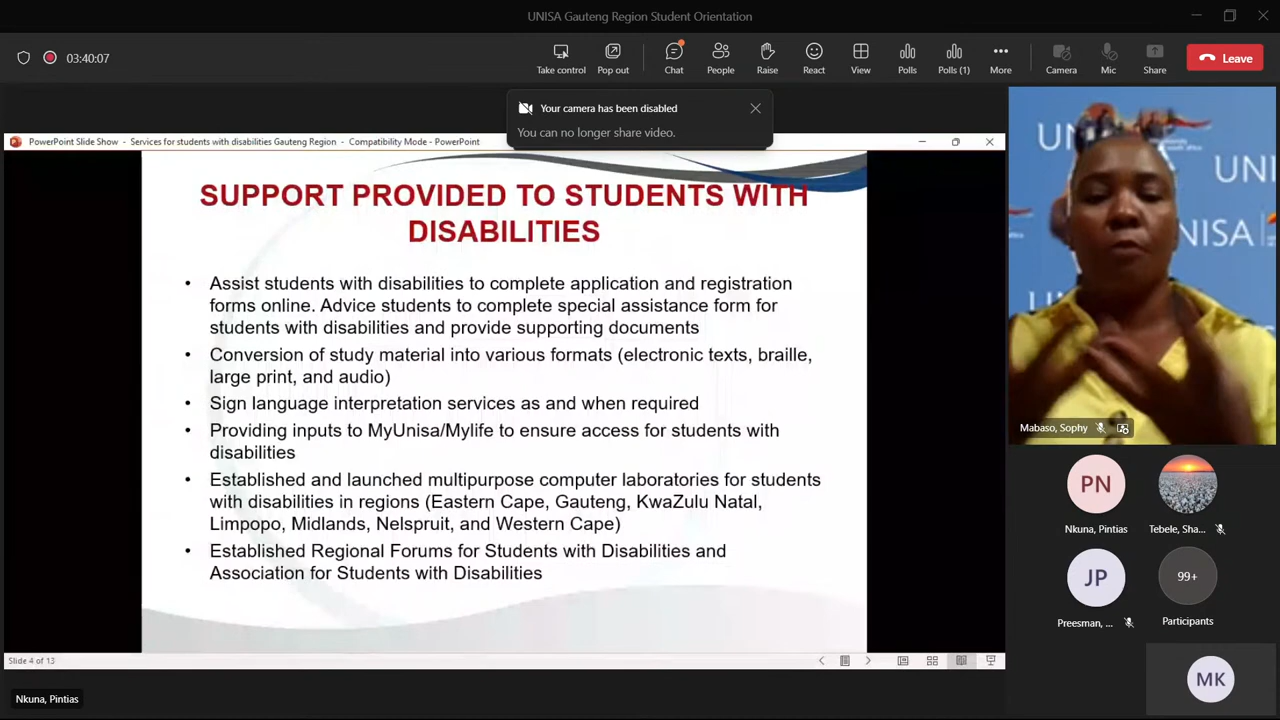 UNISA Gauteng Region Student Orientation
03:40:07
Take control
Pop out
Chat
People
Raise
React
View
Polls
Polls (1)
More
Camera
Mic
Share
Leave
Your camera has been disabled
You can no longer share video.
PowerPoint Slide Show - Services for students with disabilities Gauteng Region - Compatibility Mode - PowerPoint
SUPPORT PROVIDED TO STUDENTS WITH
DISABILITIES
• Assist students with disabilities to complete application and registration
forms online. Advice students to complete special assistance form for
students with disabilities and provide supporting documents
• Conversion of study material into various formats (electronic texts, braille,
large print, and audio)
• Sign language interpretation services as and when required
• Providing inputs to MyUnisa/Mylife to ensure access for students with
disabilities
• Established and launched multipurpose computer laboratories for students
with disabilities in regions (Eastern Cape, Gauteng, KwaZulu Natal,
Limpopo, Midlands, Nelspruit, and Western Cape)
• Established Regional Forums for Students with Disabilities and
Association for Students with Disabilities
Slide 4 of 13
Nkuna, Pintias
UNI
UNI
UNISA
Mabaso, Sophy
PN
Nkuna, Pintias
Tebele, Sha...
JP
Preesman, ...
99+
Participants
MK